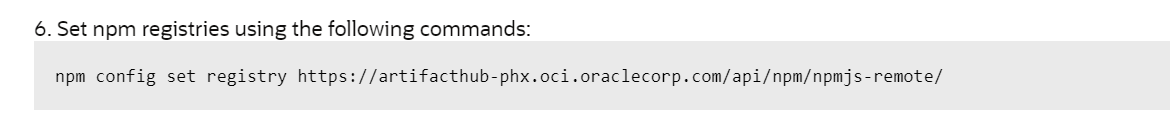 6. Set npm registries using the following commands:
npm config set registry https://artifacthub-phx.oci.oraclecorp.com/api/npm/npmjs-remote/